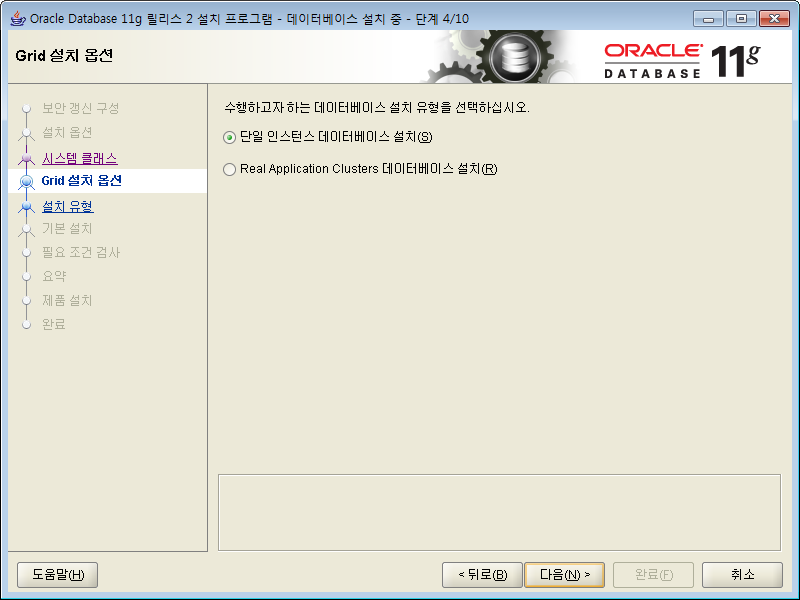 Oracle Database 11g 릴리스 2 설치 프로그램 - 데이터베이스 설치 중 - 단계 4/10
Grid 설치 옵션
ORACLE®
DATABASE
11g
보안 갱신 구성
설치 옵션
시스템 클래스
Grid 설치 옵션
설치 유형
기본 설치
필요 조건 검사
요약
제품 설치
완료
수행하고자 하는 데이터베이스 설치 유형을 선택하십시오.
단일 인스턴스 데이터베이스 설치(S)
Real Application Clusters 데이터베이스 설치(R)
도움말(H)
< 뒤로(B)
다음(N) >
완료(F)
취소